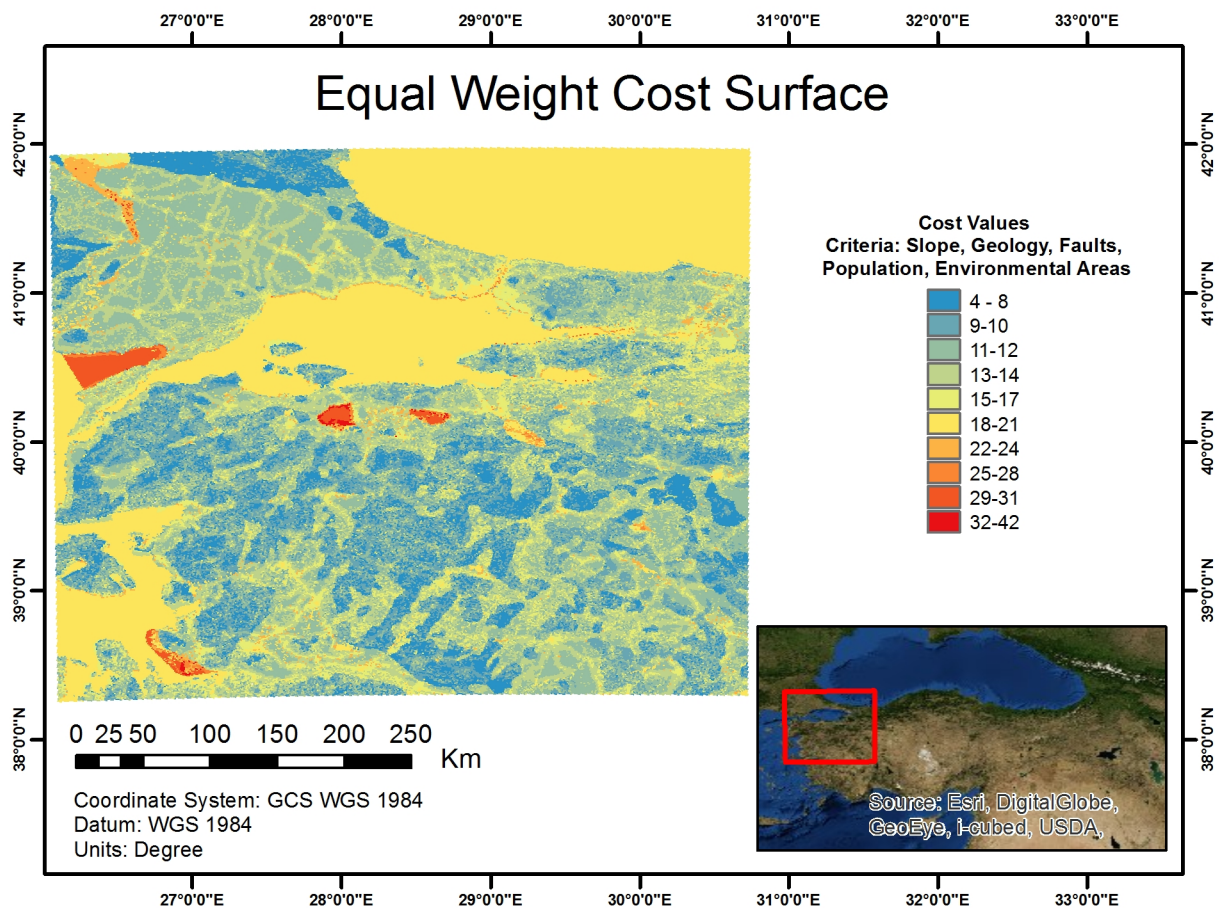 27°0'0"E 28°0'0"E 29°0'0"E 30°0'0"E 31°0'0"E 32°0'0"E 33°0'0"E
Equal Weight Cost Surface
42°0'0"N
41°0'0"N
40°0'0"N
39°0'0"N
38°0'0"N
42°0'0"N
41°0'0"N
40°0'0"N
39°0'0"N
38°0'0"N
Cost Values
Criteria: Slope, Geology, Faults,
Population, Environmental Areas
4 - 8
9-10
11-12
13-14
15-17
18-21
22-24
25-28
29-31
32-42
0 25 50 100 150 200 250
Km
Coordinate System: GCS WGS 1984
Datum: WGS 1984
Units: Degree
Source: Esri, DigitalGlobe,
GeoEye, i-cubed, USDA,
27°0'0"E 28°0'0"E 29°0'0"E 30°0'0"E 31°0'0"E 32°0'0"E 33°0'0"E